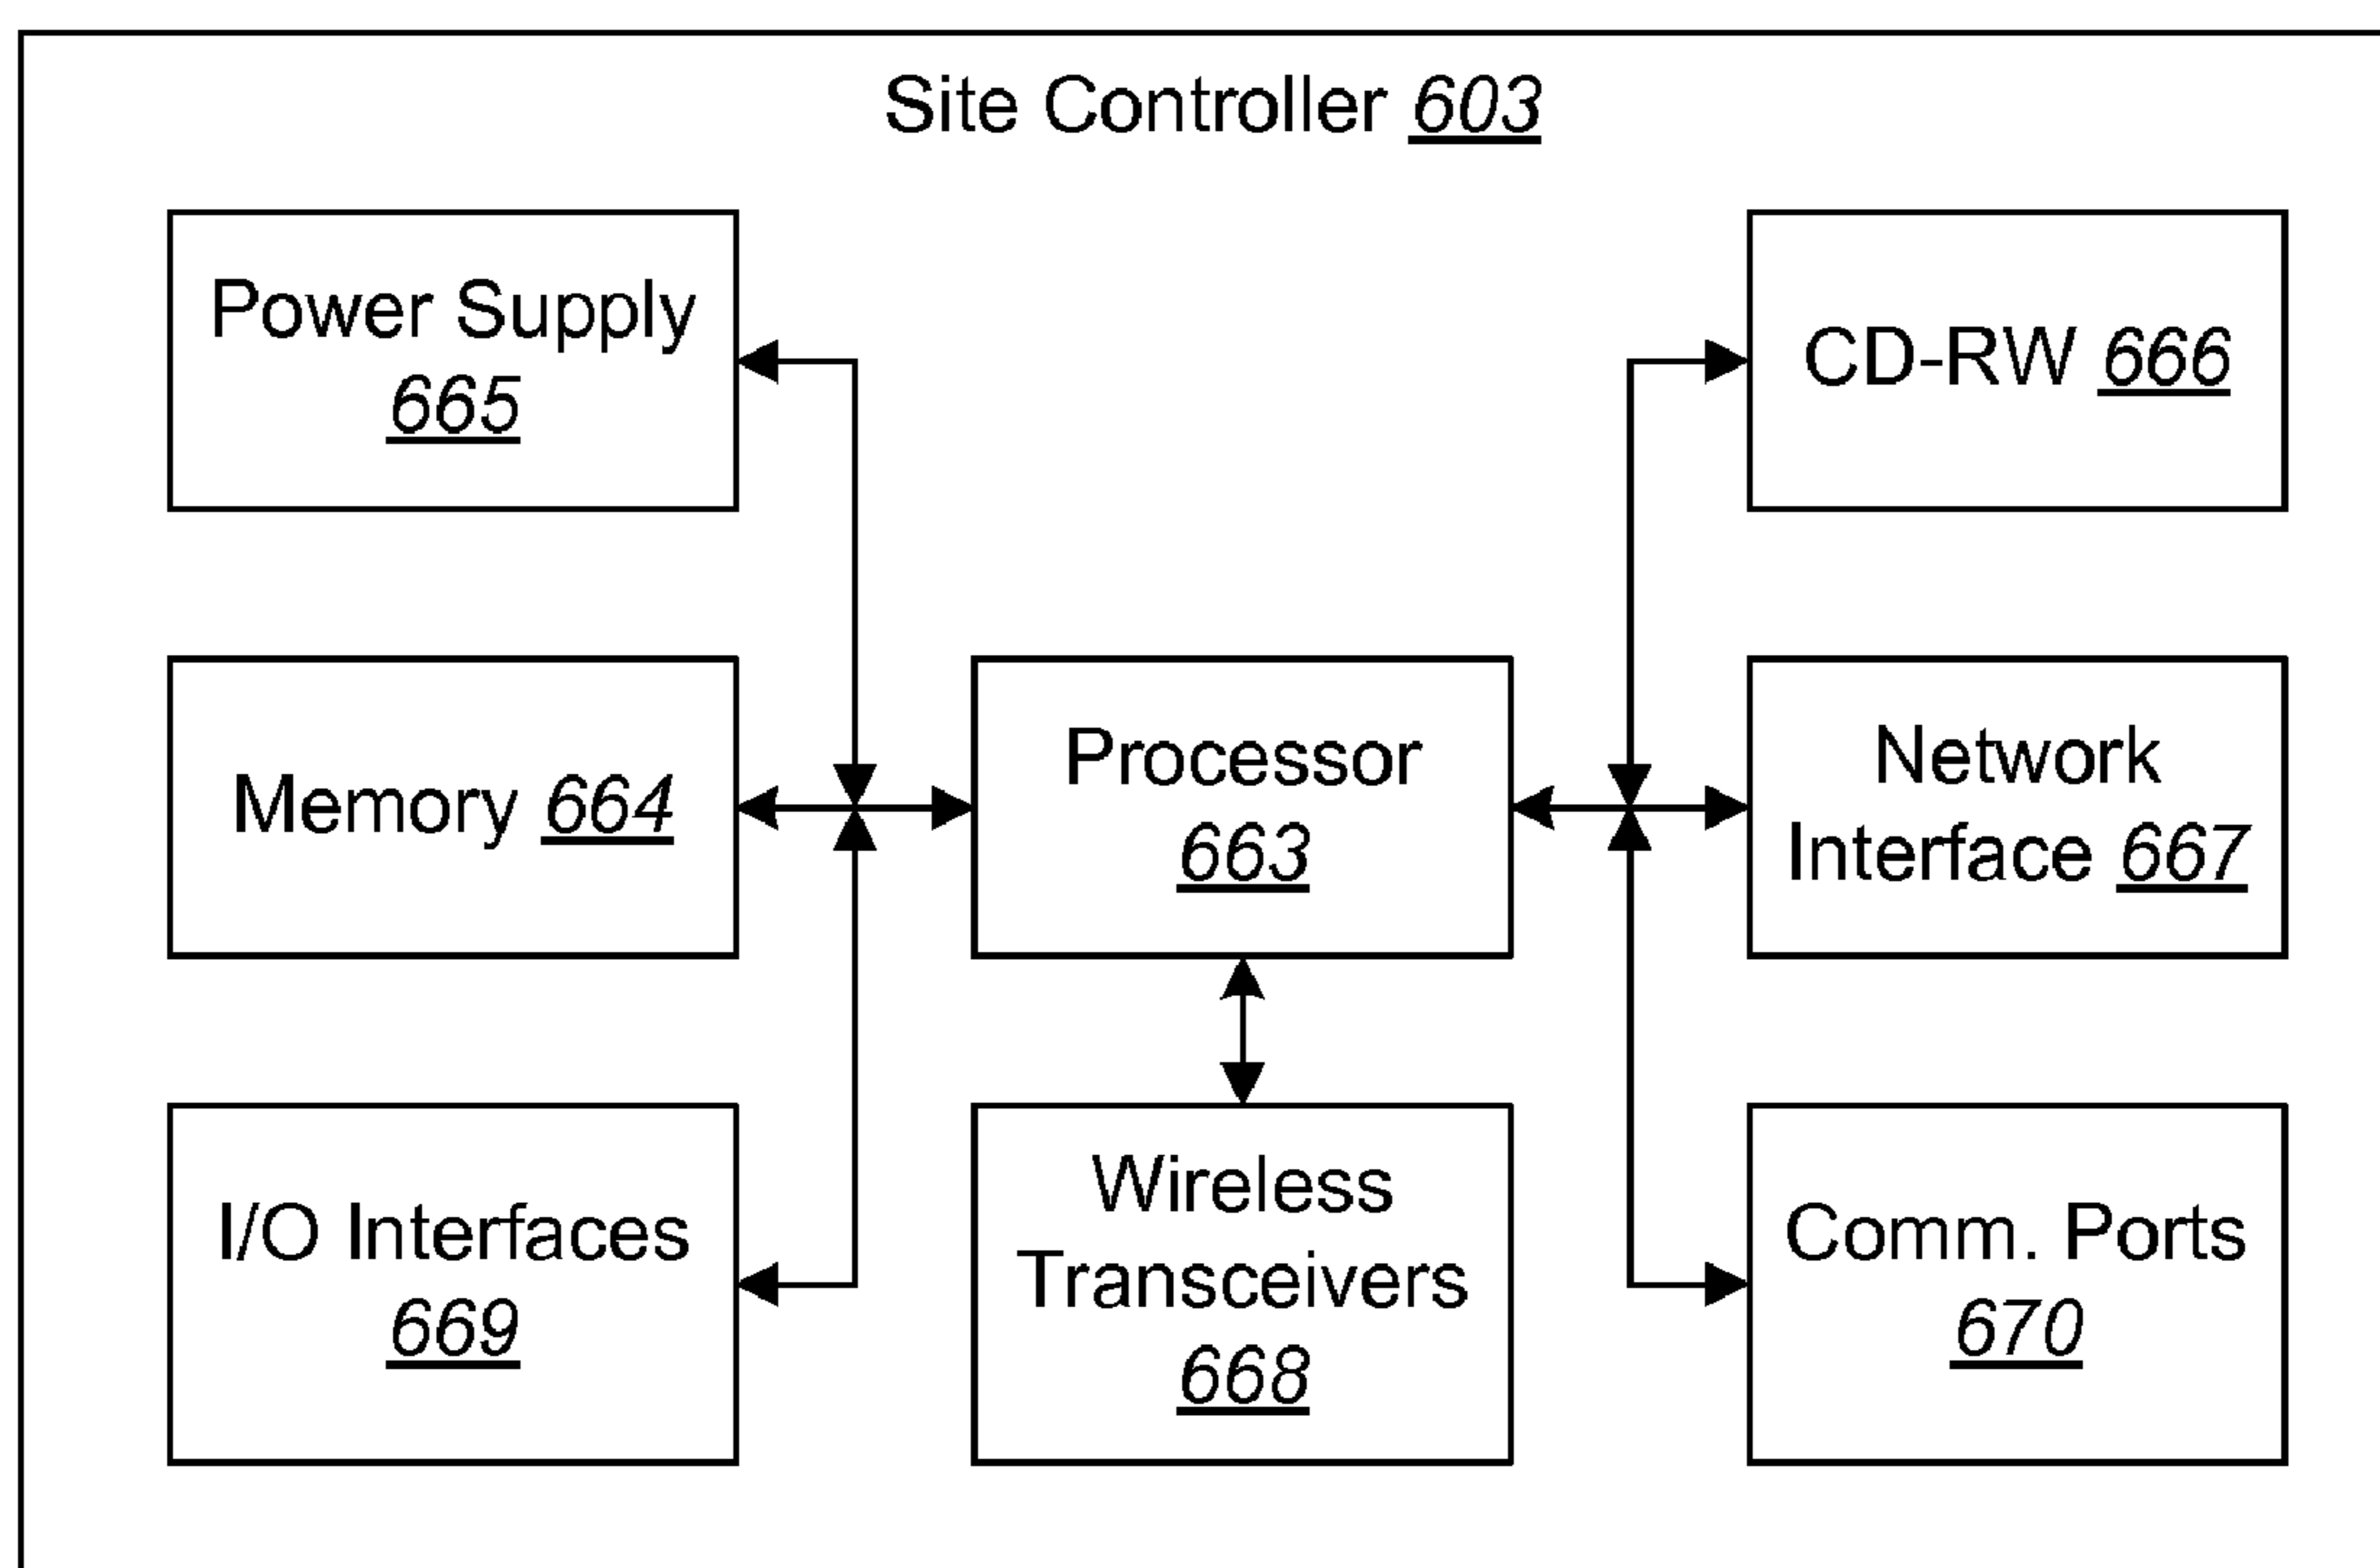 Site Controller 603
Power Supply
665
CD-RW 666
Memory 664
Processor
663
Network
Interface 667
I/O Interfaces
669
Wireless
Transceivers
668
Comm. Ports
670